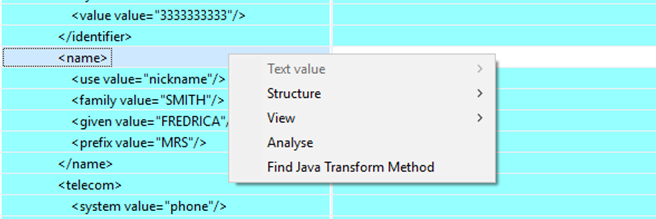 <value value="3333333333"/>
</identifier>
<name>
<use value="nickname"/>
<family value="SMITH"/>
<given value="FREDRICA"/
<prefix value="MRS"/>
</name>
<telecom>
<system value="phone"/>
Text value
Structure
View
Analyse
Find Java Transform Method